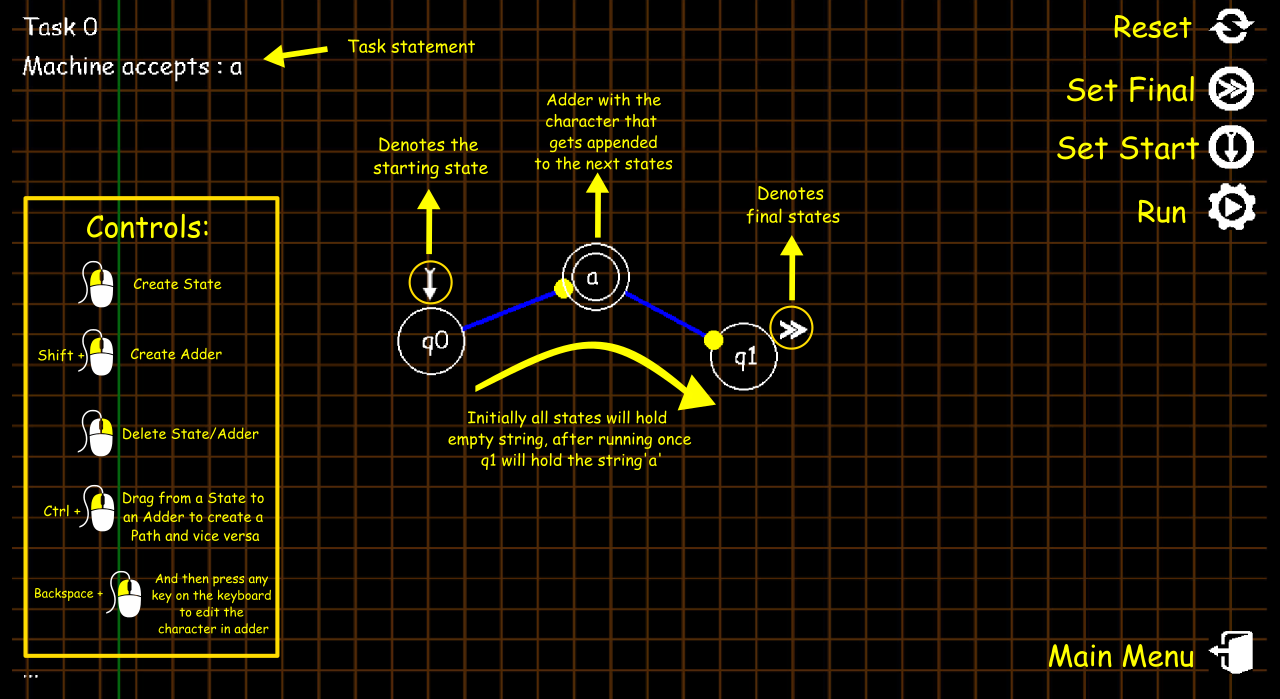 Task 0
Machine accepts : a
Task statement
Reset
Set Final
Set Start
Run
Adder with the
character that
gets appended
to the next states
Denotes the
starting state
Denotes
final states
a
q0
q1
Initially all states will hold
empty string, after running once
q1 will hold the string'a'
Controls:
Create State
Shift +
Create Adder
Delete State/Adder
Ctrl +
Drag from a State to
an Adder to create a
Path and vice versa
Backspace +
And then press any
key on the keyboard
to edit the
character in adder
...
Main Menu